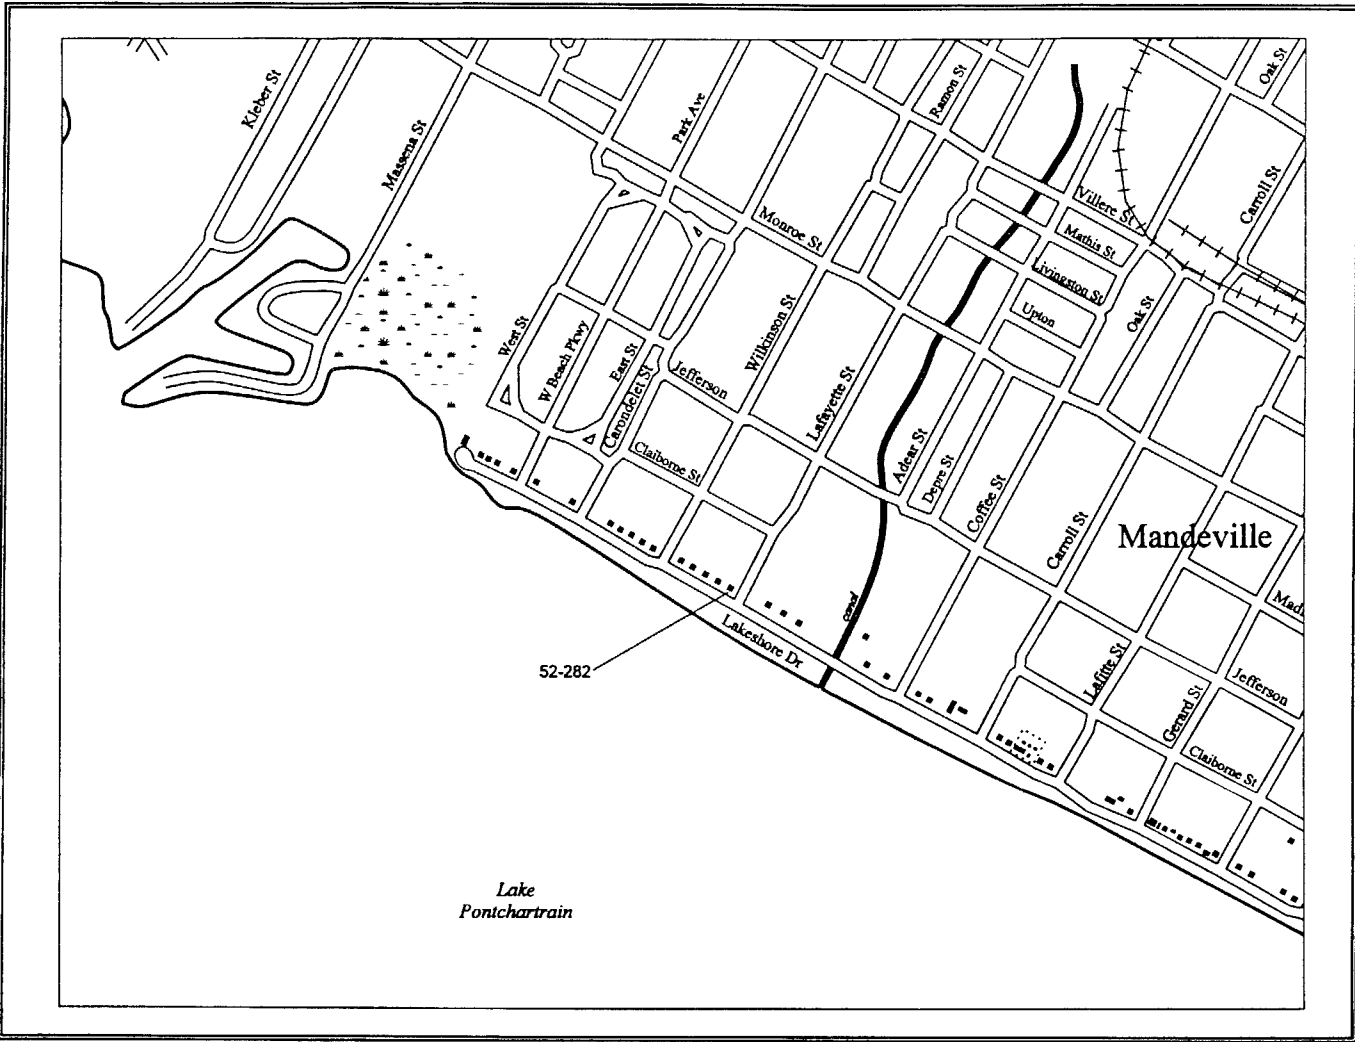 Kleber St
Massena St
Park Ave
Ramon St
Oak St
Carroll St
Villere St
Mathis St
Livingston St
Upton
Oak St
Monroe St
Wilkinson St
West St
W Beach Pkwy
East St
Carondelet St
Jefferson
Lafayette St
Claiborne St
Adear St
Depre St
Coffee St
Carroll St
Mandeville
Madi
canal
Lakeshore Dr
52-282
Lafitte St
Gerard St
Jefferson
Claiborne St
Lake
Pontchartrain